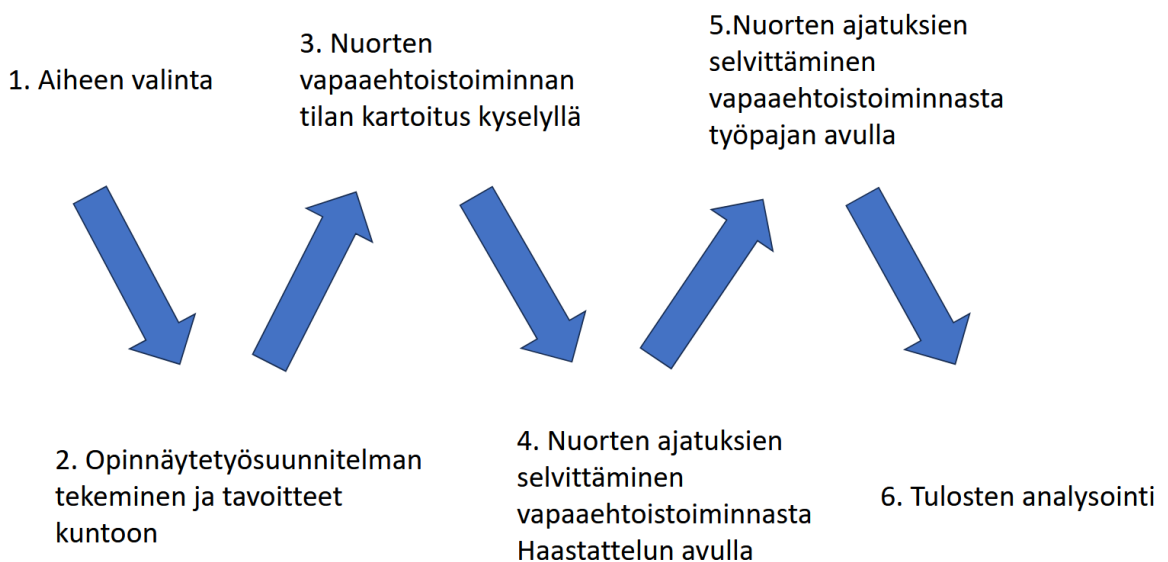 1. Aiheen valinta
2. Opinnäytetyösuunnitelman
tekeminen ja tavoitteet
kuntoon
3. Nuorten
vapaaehtoistoiminnan
tilan kartoitus kyselyllä
4. Nuorten ajatuksien
selvittäminen
vapaaehtoistoiminnasta
Haastattelun avulla
5.Nuorten ajatuksien
selvittäminen
vapaaehtoistoiminnasta
työpajan avulla
6. Tulosten analysointi